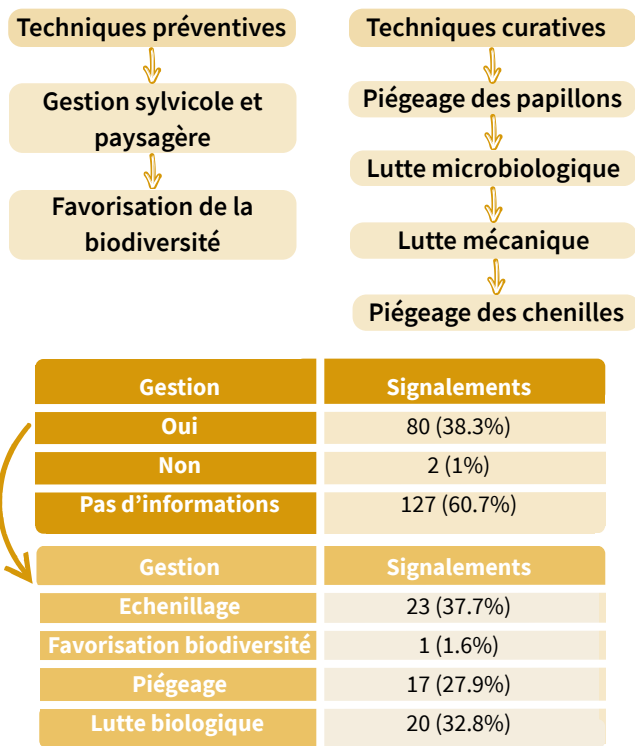 Techniques préventives
Gestion sylvicole et
paysagère
Favorisation de la
biodiversité
Techniques curatives
Piégeage des papillons
Lutte microbiologique
Lutte mécanique
Piégeage des chenilles
Gestion Signalements
Oui 80 (38.3%)
Non 2 (1%)
Pas d'informations 127 (60.7%)
Gestion Signalements
Echenillage 23 (37.7%)
Favorisation biodiversité 1 (1.6%)
Piégeage 17 (27.9%)
Lutte biologique 20 (32.8%)